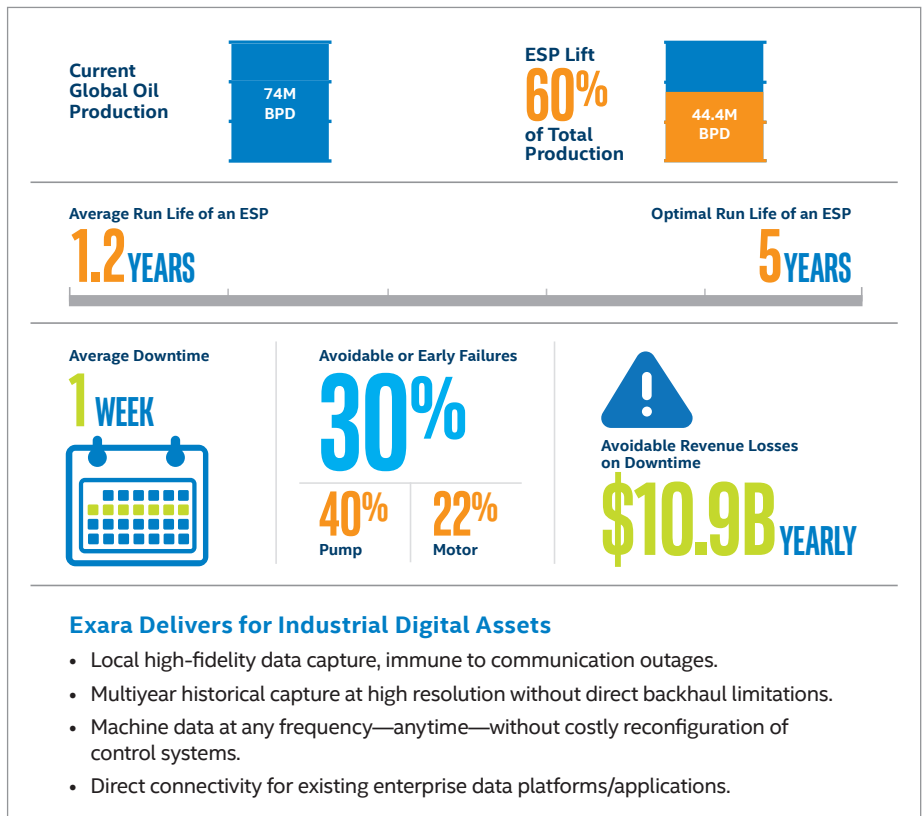 Current
Global Oil
Production
74M
BPD
ESP Lift
60%
of Total
Production
44.4M
BPD
Average Run Life of an ESP
1.2 YEARS
Optimal Run Life of an ESP
5 YEARS
Average Downtime
1 WEEK
Avoidable or Early Failures
30%
40%
Pump
22%
Motor
Avoidable Revenue Losses
on Downtime
$10.9B YEARLY
Exara Delivers for Industrial Digital Assets
• Local high-fidelity data capture, immune to communication outages.
• Multiyear historical capture at high resolution without direct backhaul limitations.
• Machine data at any frequency—anytime—without costly reconfiguration of
control systems.
• Direct connectivity for existing enterprise data platforms/applications.